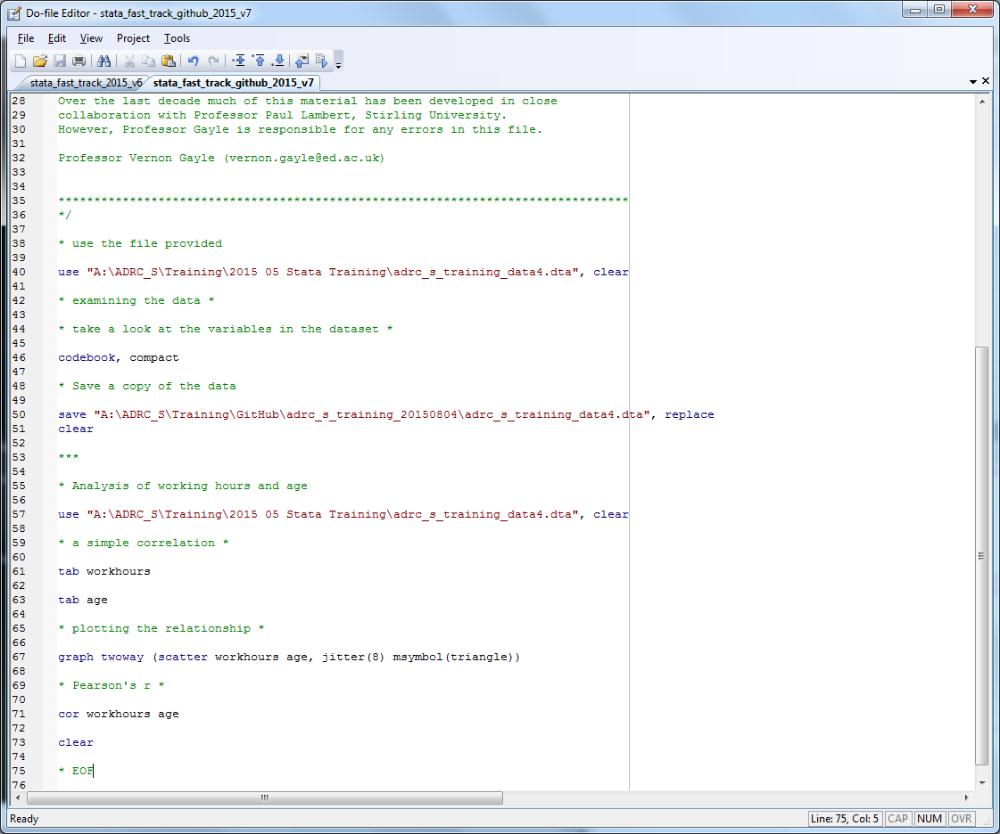 Do-file Editor - stata_fast_track_github_2015_v7
File Edit View Project Tools
stata_fast_track_2015_v6 stata_fast_track_github_2015_v7
28 Over the last decade much of this material has been developed in close
29 collaboration with Professor Paul Lambert, Stirling University.
30 However, Professor Gayle is responsible for any errors in this file.
31
32 Professor Vernon Gayle (vernon.gayle@ed.ac.uk)
33
34
35 ********************************************************************************
36 */
37
38 * use the file provided
39
40 use "A:\ADRC_S\Training\2015 05 Stata Training\adrc_s_training_data4.dta", clear
41
42 * examining the data *
43
44 * take a look at the variables in the dataset *
45
46 codebook, compact
47
48 * Save a copy of the data
49
50 save "A:\ADRC_S\Training\GitHub\adrc_s_training_20150804\adrc_s_training_data4.dta", replace
51 clear
52
53 ***
54
55 * Analysis of working hours and age
56
57 use "A:\ADRC_S\Training\2015 05 Stata Training\adrc_s_training_data4.dta", clear
58
59 * a simple correlation *
60
61 tab workhours
62
63 tab age
64
65 * plotting the relationship *
66
67 graph twoway (scatter workhours age, jitter(8) msymbol(triangle))
68
69 * Pearson's r *
70
71 cor workhours age
72
73 clear
74
75 * EOF
76
Ready Line: 75, Col: 5 CAP NUM OVR